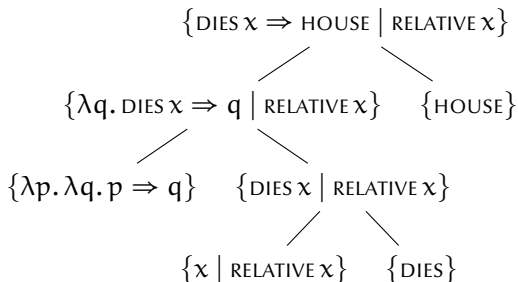 {DIES x ⇒ HOUSE | RELATIVE x}
{λq. DIES x ⇒ q | RELATIVE x} {HOUSE}
{λp. λq. p ⇒ q} {DIES x | RELATIVE x}
{x | RELATIVE x} {DIES}